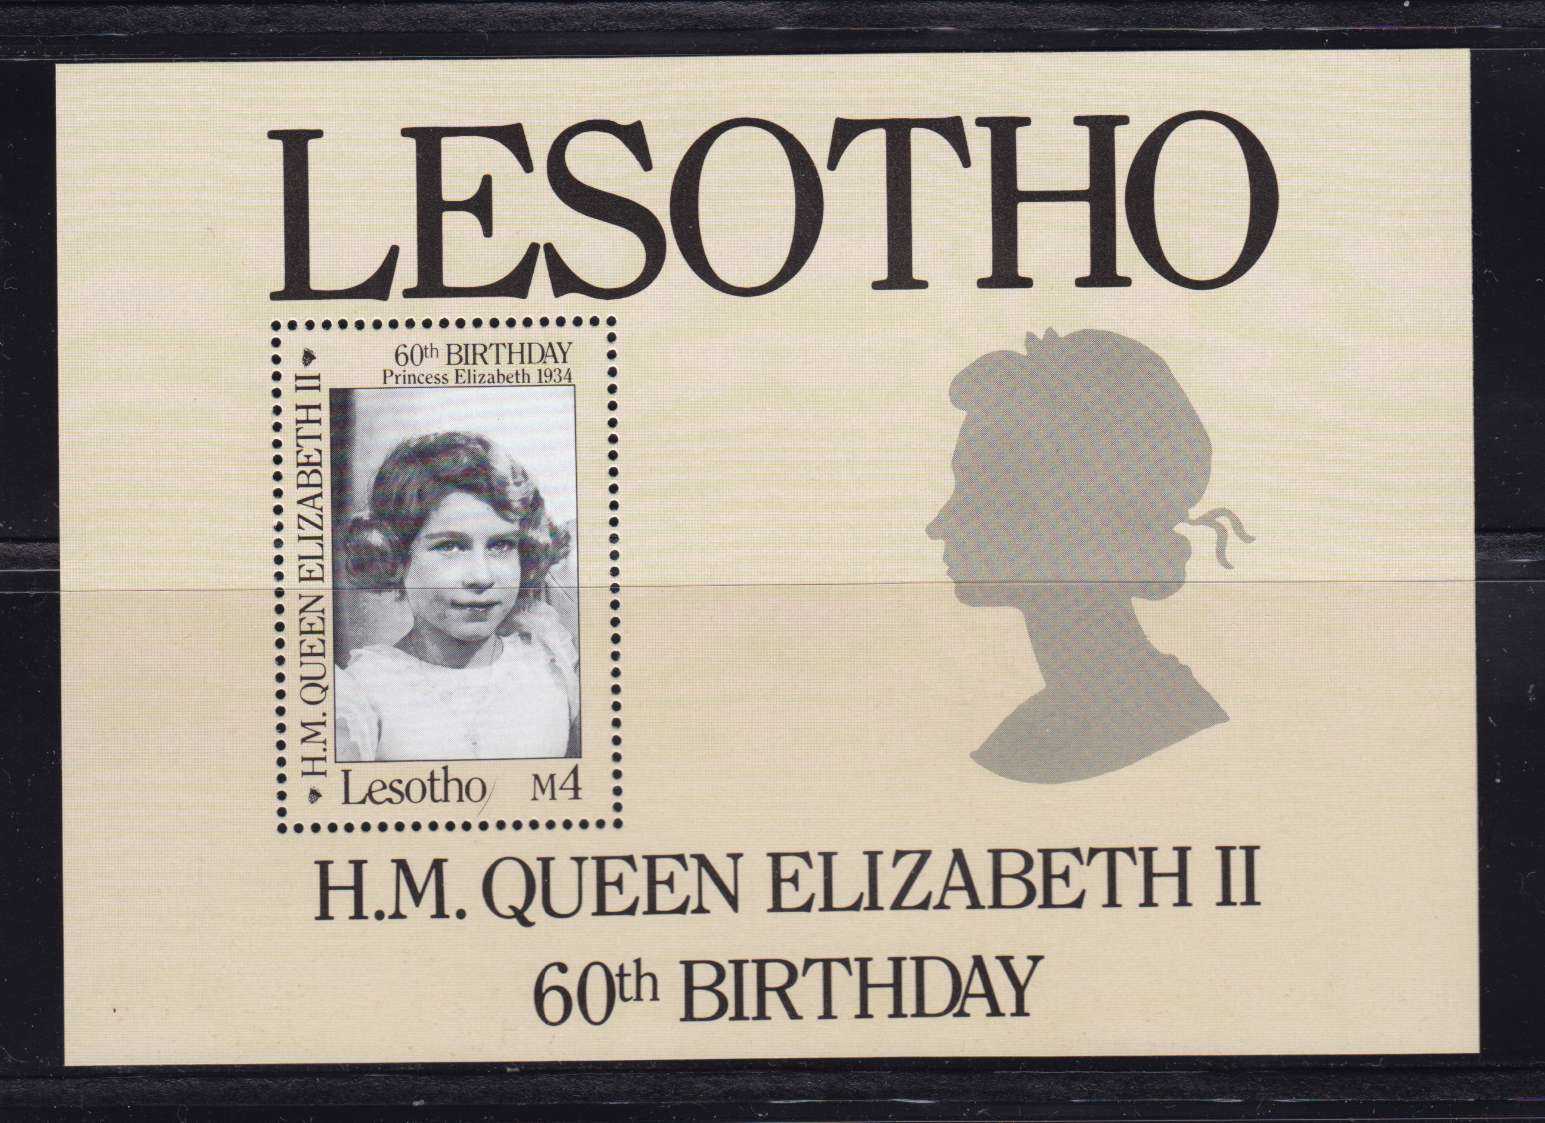 LESOTHO
60th BIRTHDAY
Princess Elizabeth 1934
H.M. QUEEN ELIZABETH II
Lesotho M4
H.M. QUEEN ELIZABETH II
60th BIRTHDAY